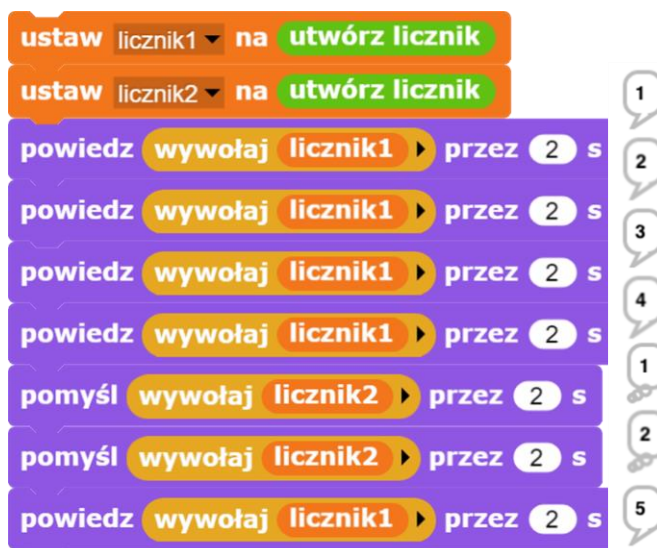 ustaw licznik1 na utwórz licznik
ustaw licznik2 na utwórz licznik
1
powiedz wywołaj licznik1 przez 2 s
2
powiedz wywołaj licznik1 przez 2 s
3
powiedz wywołaj licznik1 przez 2 s
4
powiedz wywołaj licznik1 przez 2 s
1
pomyśl wywołaj licznik2 przez 2 s
2
pomyśl wywołaj licznik2 przez 2 s
5
powiedz wywołaj licznik1 przez 2 s